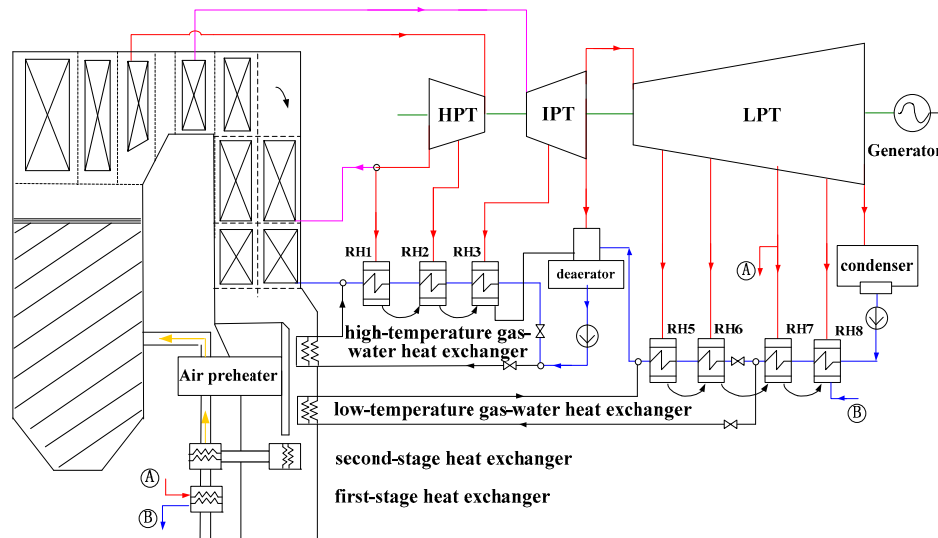 HPT
IPT
LPT
Generator
RH1
RH2
RH3
deaerator
condenser
A
RH5
RH6
RH7
RH8
high-temperature gas-
water heat exchanger
Air preheater
low-temperature gas-water heat exchanger
B
second-stage heat exchanger
A
first-stage heat exchanger
B